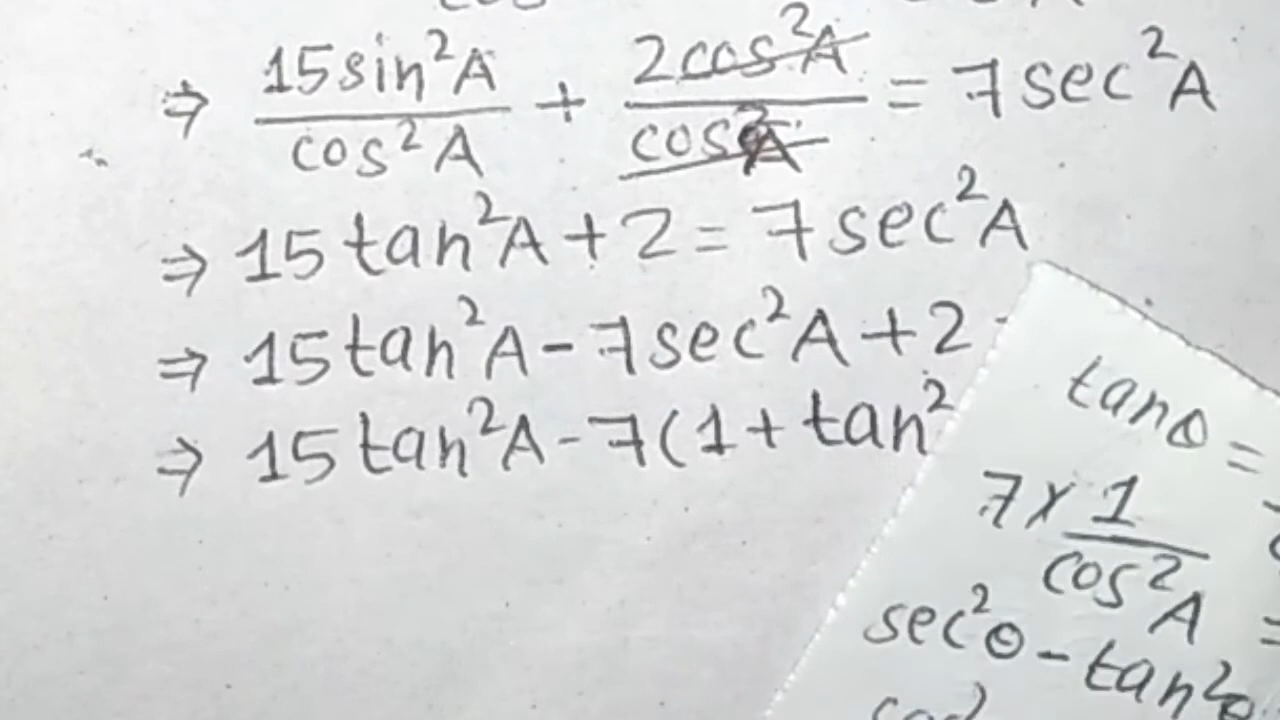 ⇒ 15sin²A/cos²A + 2cos²A/cos²A = 7sec²A
⇒ 15tan²A + 2 = 7sec²A
⇒ 15tan²A - 7sec²A + 2
⇒ 15tan²A - 7(1 + tan²
tanθ =
7 × 1/cos²A =
sec²θ - tan²θ